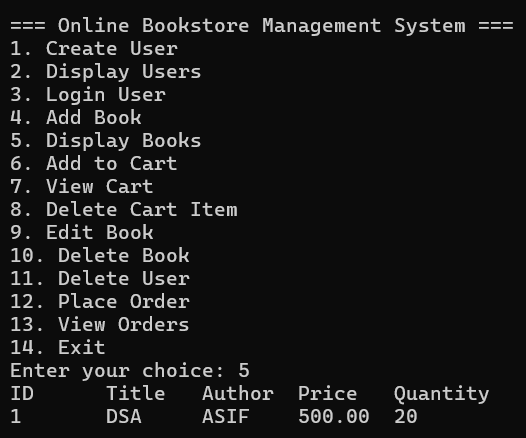 === Online Bookstore Management System ===
1. Create User
2. Display Users
3. Login User
4. Add Book
5. Display Books
6. Add to Cart
7. View Cart
8. Delete Cart Item
9. Edit Book
10. Delete Book
11. Delete User
12. Place Order
13. View Orders
14. Exit
Enter your choice: 5
ID      Title   Author  Price   Quantity
1       DSA     ASIF    500.00  20